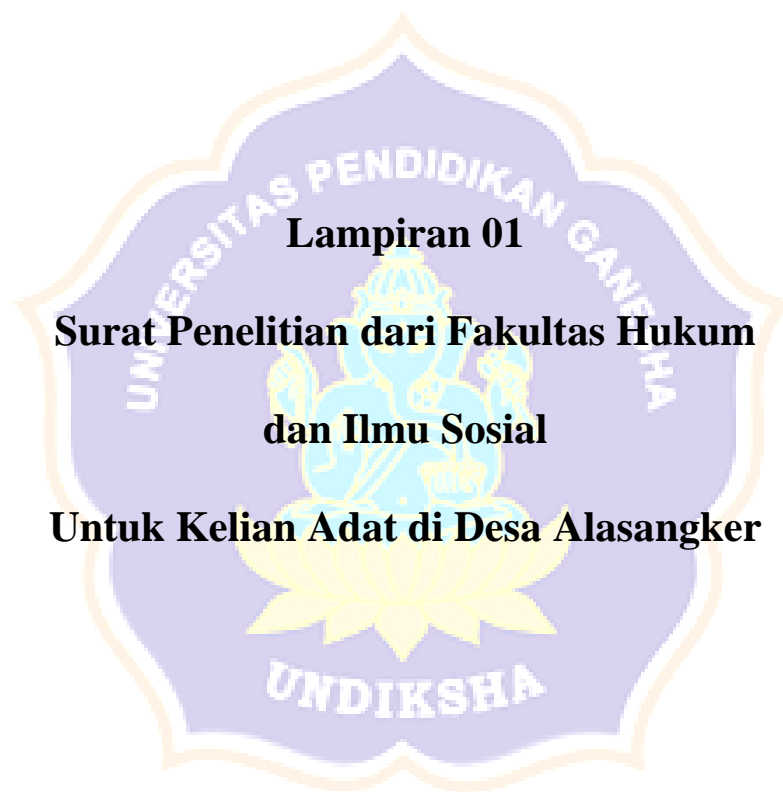 UNIVERSITAS PENDIDIKAN GANESHA
Lampiran 01
Surat Penelitian dari Fakultas Hukum
dan Ilmu Sosial
Untuk Kelian Adat di Desa Alasangker
UNDIKSHA